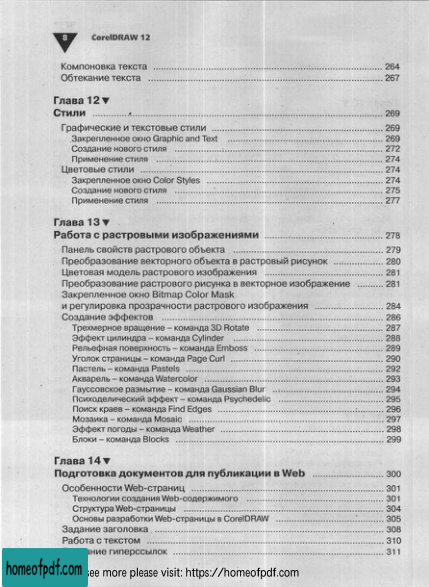 8 CorelDRAW 12
Компоновка текста 264
Обтекание текста 267
Глава 12 ▼
Стили 269
Графические и текстовые стили 269
Закрепленное окно Graphic and Text 269
Создание нового стиля 272
Применение стиля 274
Цветовые стили 274
Закрепленное окно Color Styles 274
Создание нового стиля 275
Применение стиля 277
Глава 13 ▼
Работа с растровыми изображениями 278
Панель свойств растрового объекта 279
Преобразование векторного объекта в растровый рисунок 280
Цветовая модель растрового изображения 281
Преобразование растрового рисунка в векторное изображение 281
Закрепленное окно Bitmap Color Mask
и регулировка прозрачности растрового изображения 284
Создание эффектов 286
Трехмерное вращение – команда 3D Rotate 287
Эффект цилиндра – команда Cylinder 288
Рельефная поверхность – команда Emboss 289
Уголок страницы – команда Page Curl 290
Пастель – команда Pastels 292
Акварель – команда Watercolor 293
Гауссовское размытие – команда Gaussian Blur 294
Психоделический эффект – команда Psychedelic 295
Поиск краев – команда Find Edges 296
Мозаика – команда Mosaic 297
Эффект погоды – команда Weather 298
Блоки – команда Blocks 299
Глава 14 ▼
Подготовка документов для публикации в Web 300
Особенности Web-страниц 301
Технологии создания Web-содержимого 301
Структура Web-страницы 304
Основы разработки Web-страницы в CorelDRAW 305
Задание заголовка 308
Работа с текстом 310
гиперссылок 311
homeofpdf.com
see more please visit: https://homeofpdf.com